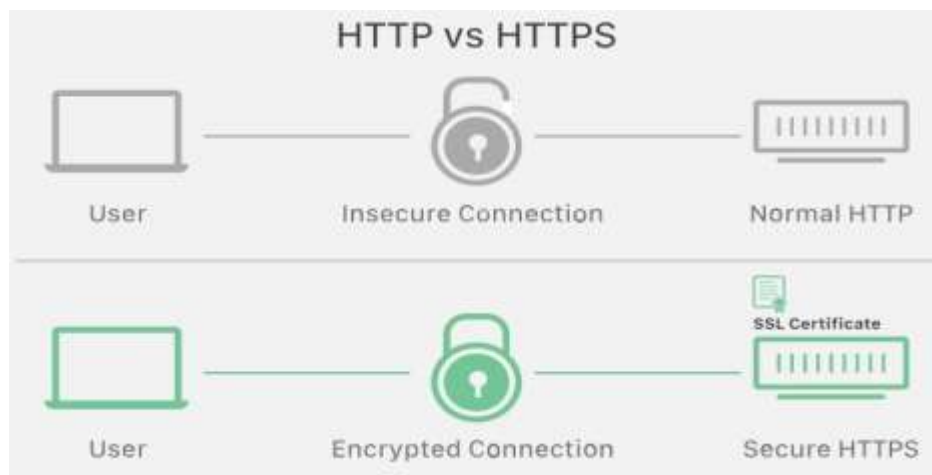 HTTP vs HTTPS
User Insecure Connection Normal HTTP
SSL Certificate
User Encrypted Connection Secure HTTPS